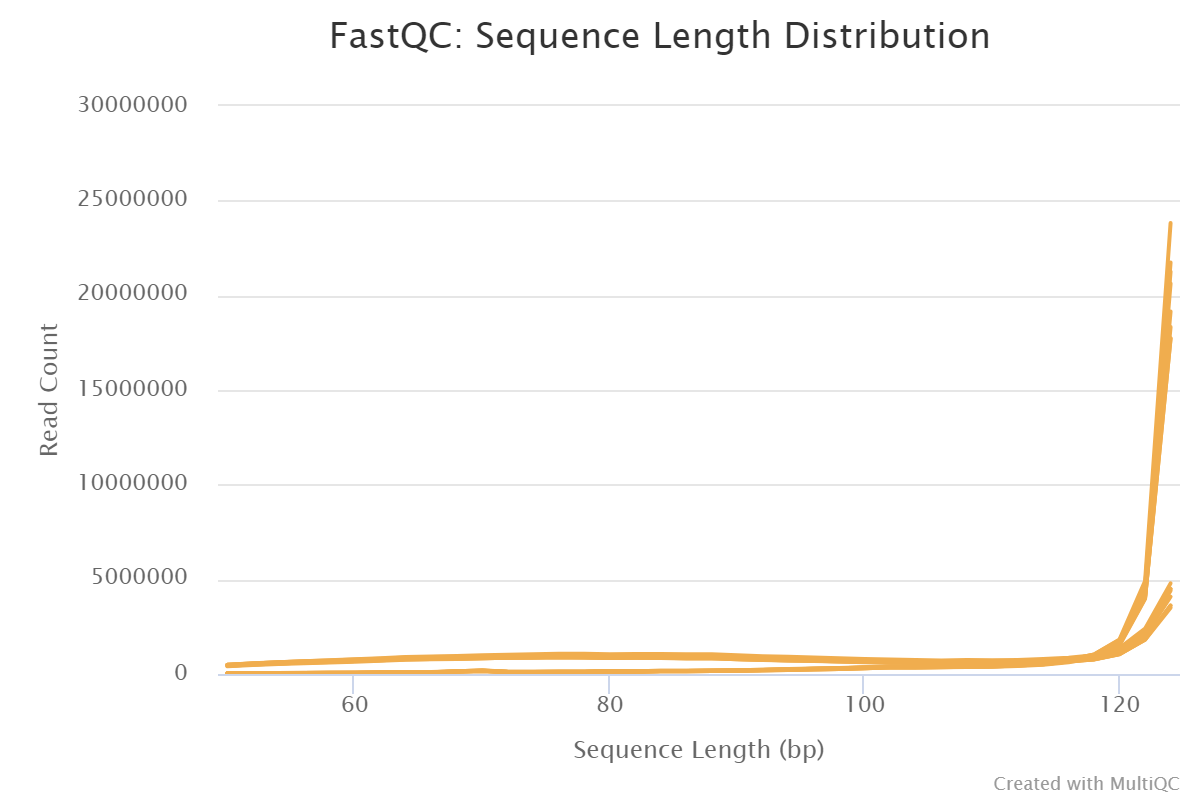 FastQC: Sequence Length Distribution
30000000
25000000
20000000
15000000
10000000
5000000
0
Read Count
60 80 100 120
Sequence Length (bp)
Created with MultiQC